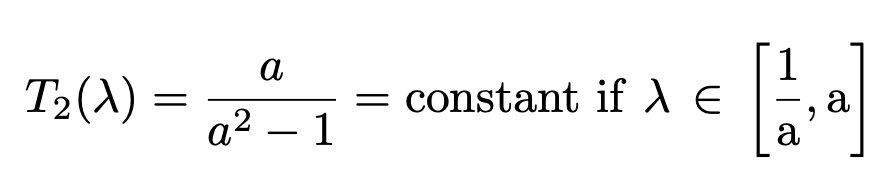 T₂(λ) = a / (a² − 1) = constant if λ ∈ [1/a, a]